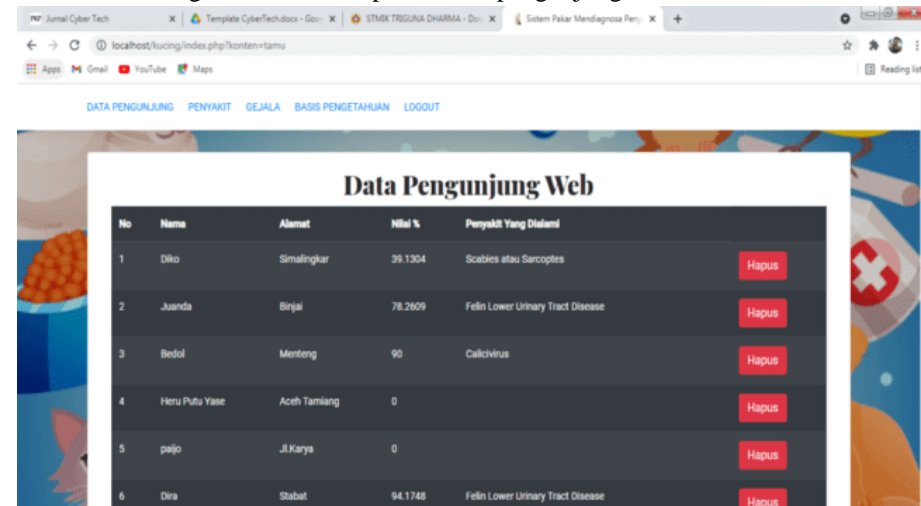 Jurnal Cyber Tech
Template CyberTech.docx - Goo
STMIK TRIGUNA DHARMA - Do
Sistem Pakar Mendiagnosa Peny
localhost/kucing/index.php?konten=tamu
Apps Gmail YouTube Maps Reading list
DATA PENGUNJUNG PENYAKIT GEJALA BASIS PENGETAHUAN LOGOUT
Data Pengunjung Web
No Nama Alamat Nilai % Penyakit Yang Dialami
1 Diko Simalingkar 39.1304 Scabies atau Sarcoptes Hapus
2 Juanda Binjai 78.2609 Felin Lower Urinary Tract Disease Hapus
3 Bedol Menteng 90 Calicivirus Hapus
4 Heru Putu Yase Aceh Tamiang 0 Hapus
5 paijo Jl.Karya 0 Hapus
6 Dira Stabat 94.1748 Felin Lower Urinary Tract Disease Hapus